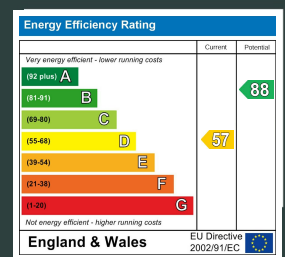 Energy Efficiency Rating
Current Potential
Very energy efficient - lower running costs
(92 plus) A
(81-91) B
88
(69-80) C
(55-68) D
57
(39-54) E
(21-38) F
(1-20) G
Not energy efficient - higher running costs
England & Wales
EU Directive
2002/91/EC